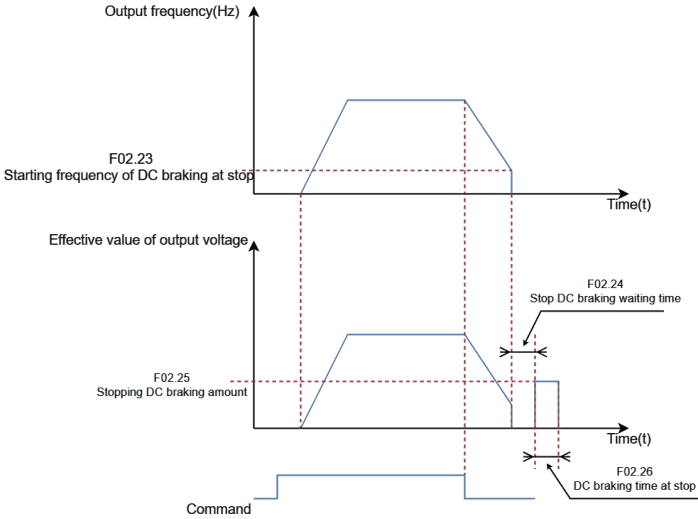 Output frequency(Hz)
F02.23
Starting frequency of DC braking at stop
Time(t)
Effective value of output voltage
F02.24
Stop DC braking waiting time
F02.25
Stopping DC braking amount
Time(t)
F02.26
DC braking time at stop
Command